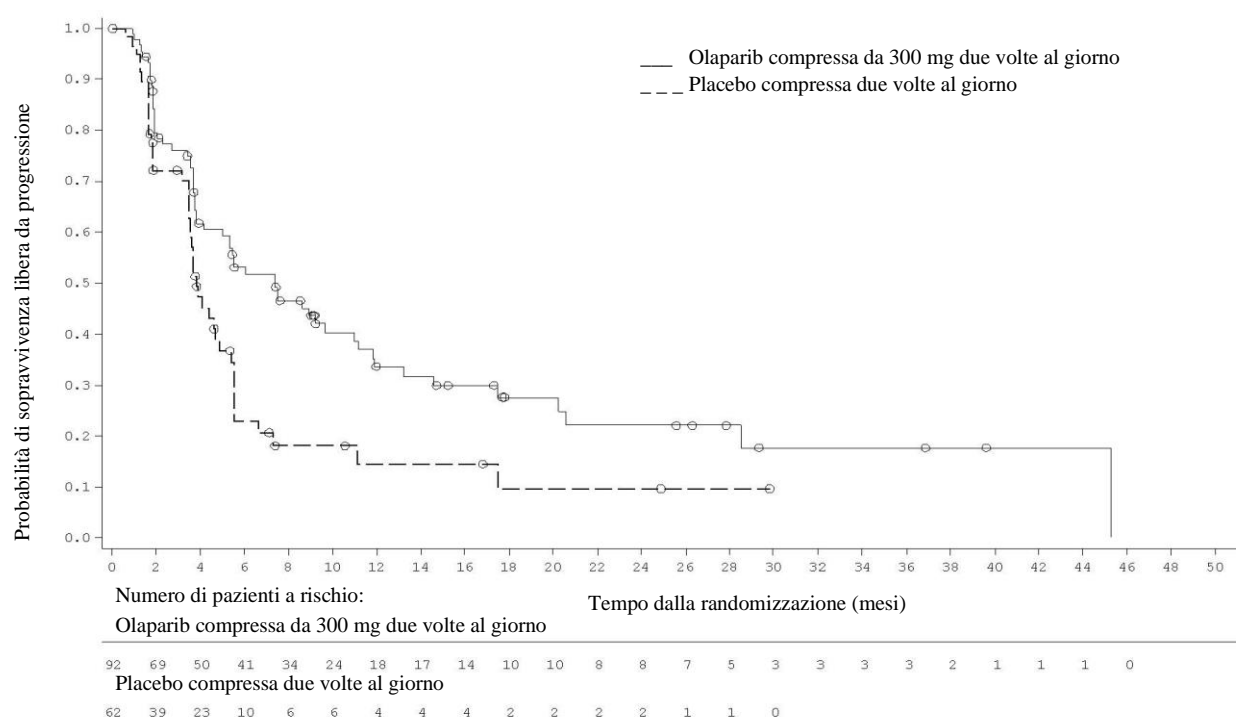 Olaparib compressa da 300 mg due volte al giorno
Placebo compressa due volte al giorno
Probabilità di sopravvivenza libera da progressione
1.0
0.9
0.8
0.7
0.6
0.5
0.4
0.3
0.2
0.1
0.0
0 2 4 6 8 10 12 14 16 18 20 22 24 26 28 30 32 34 36 38 40 42 44 46 48 50
Numero di pazienti a rischio:
Tempo dalla randomizzazione (mesi)
Olaparib compressa da 300 mg due volte al giorno
92 69 50 41 34 24 18 17 14 10 10 8 8 7 5 3 3 3 3 2 1 1 1 0
Placebo compressa due volte al giorno
62 39 23 10 6 6 4 4 4 2 2 2 2 1 1 0